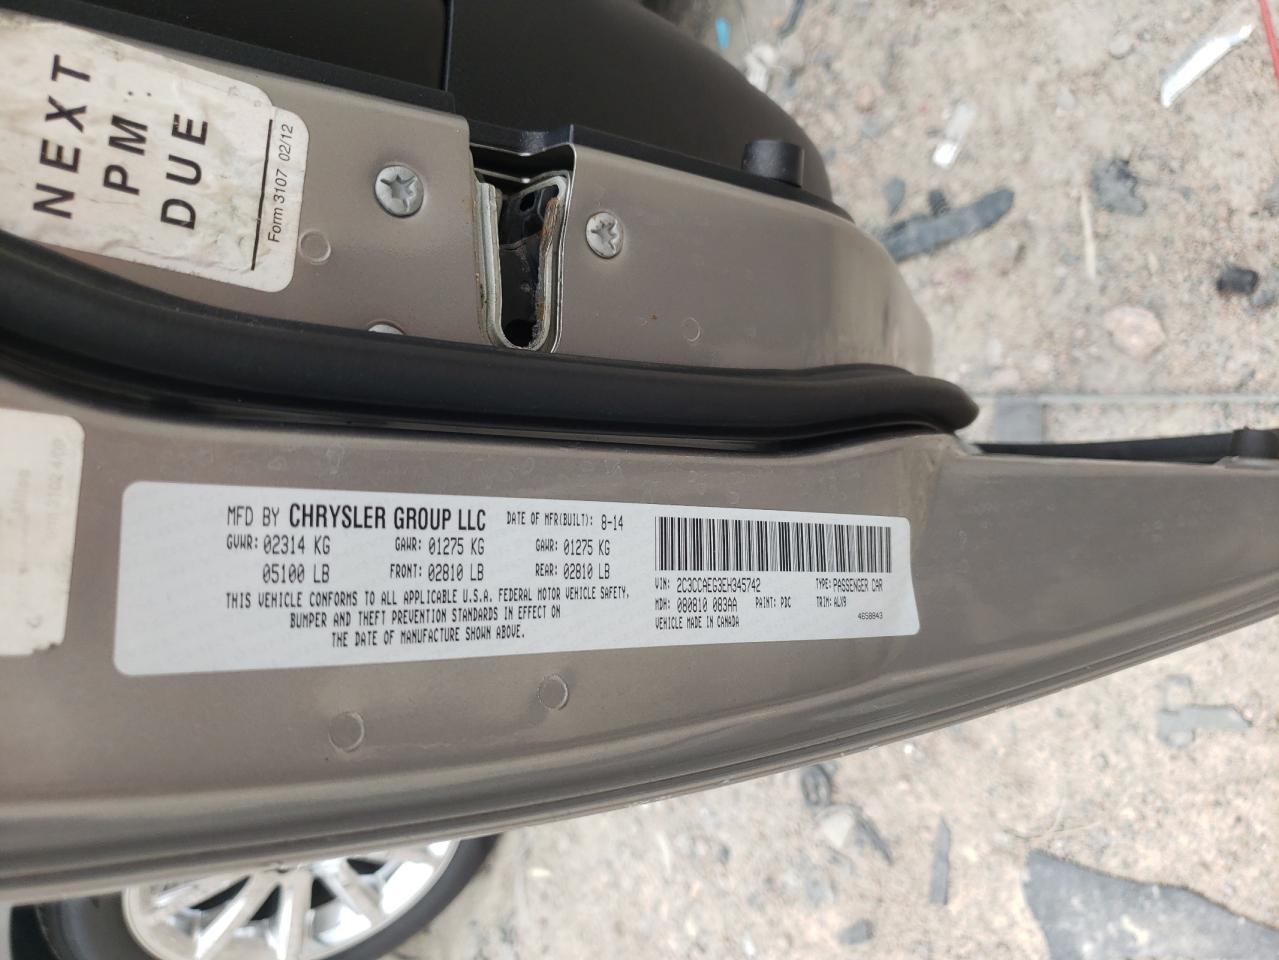 NEXT
PM:
DUE
Form 3107 02/12
MFD BY CHRYSLER GROUP LLC DATE OF MFR(BUILT): 8-14
GVWR: 02314 KG GAWR: 01275 KG GAWR: 01275 KG
05100 LB FRONT: 02810 LB REAR: 02810 LB
THIS VEHICLE CONFORMS TO ALL APPLICABLE U.S.A. FEDERAL MOTOR VEHICLE SAFETY,
BUMPER AND THEFT PREVENTION STANDARDS IN EFFECT ON
THE DATE OF MANUFACTURE SHOWN ABOVE.
VIN: 2C3CCAEG3EH345742 TYPE: PASSENGER CAR
MDH: 080810 083AA PAINT: PDC TRIM: ALV9
VEHICLE MADE IN CANADA 4658843